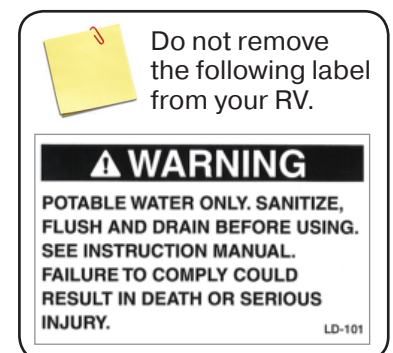 Do not remove
the following label
from your RV.
WARNING
POTABLE WATER ONLY. SANITIZE,
FLUSH AND DRAIN BEFORE USING.
SEE INSTRUCTION MANUAL.
FAILURE TO COMPLY COULD
RESULT IN DEATH OR SERIOUS
INJURY.
LD-101